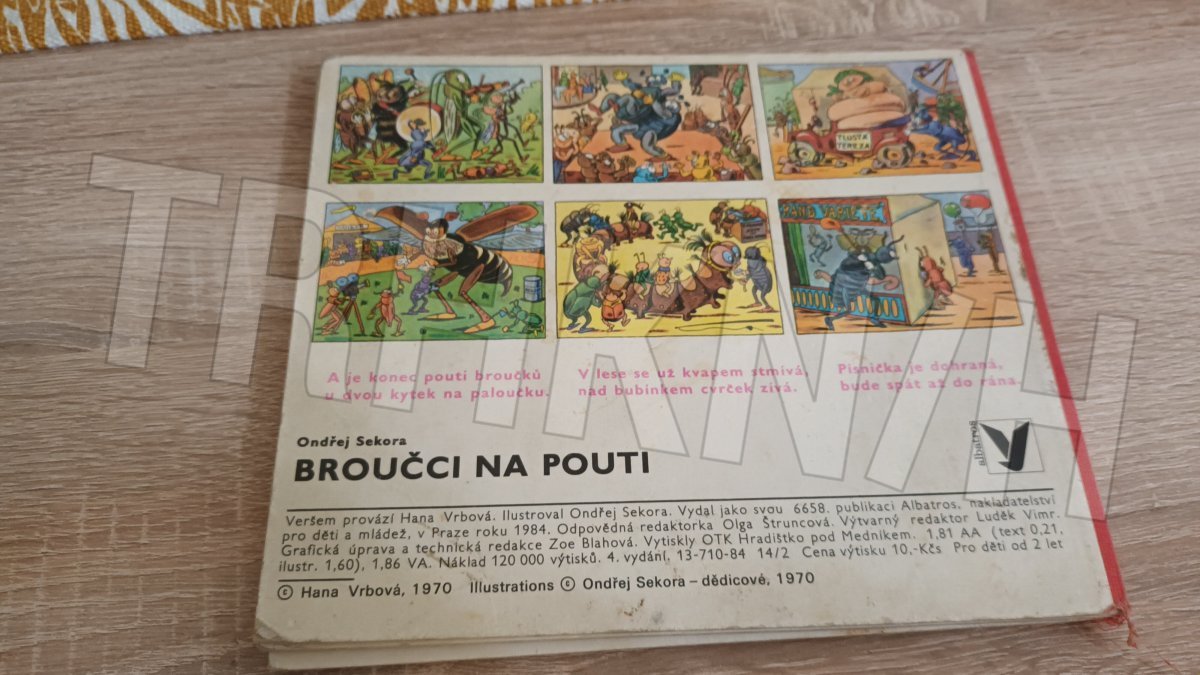 TLUSTÁ
TEREZA
A je konec pouti broučků
u dvou kytek na paloučku.
V lese se už kvapem stmívá,
nad bubínkem cvrček zívá.
Písnička je dohraná,
bude spát až do rána.
albatros
Ondřej Sekora
BROUČCI NA POUTI
Veršem provází Hana Vrbová. Ilustroval Ondřej Sekora. Vydal jako svou 6658. publikaci Albatros, nakladatelství
pro děti a mládež, v Praze roku 1984. Odpovědná redaktorka Olga Štruncová. Výtvarný redaktor Luděk Vimr.
Grafická úprava a technická redakce Zoe Blahová. Vytiskly OTK Hradištko pod Medníkem. 1,81 AA (text 0,21,
ilustr. 1,60), 1,86 VA. Náklad 120 000 výtisků. 4. vydání. 13-710-84 14/2 Cena výtisku 10,-Kčs Pro děti od 2 let
© Hana Vrbová, 1970 Illustrations © Ondřej Sekora – dědicové, 1970